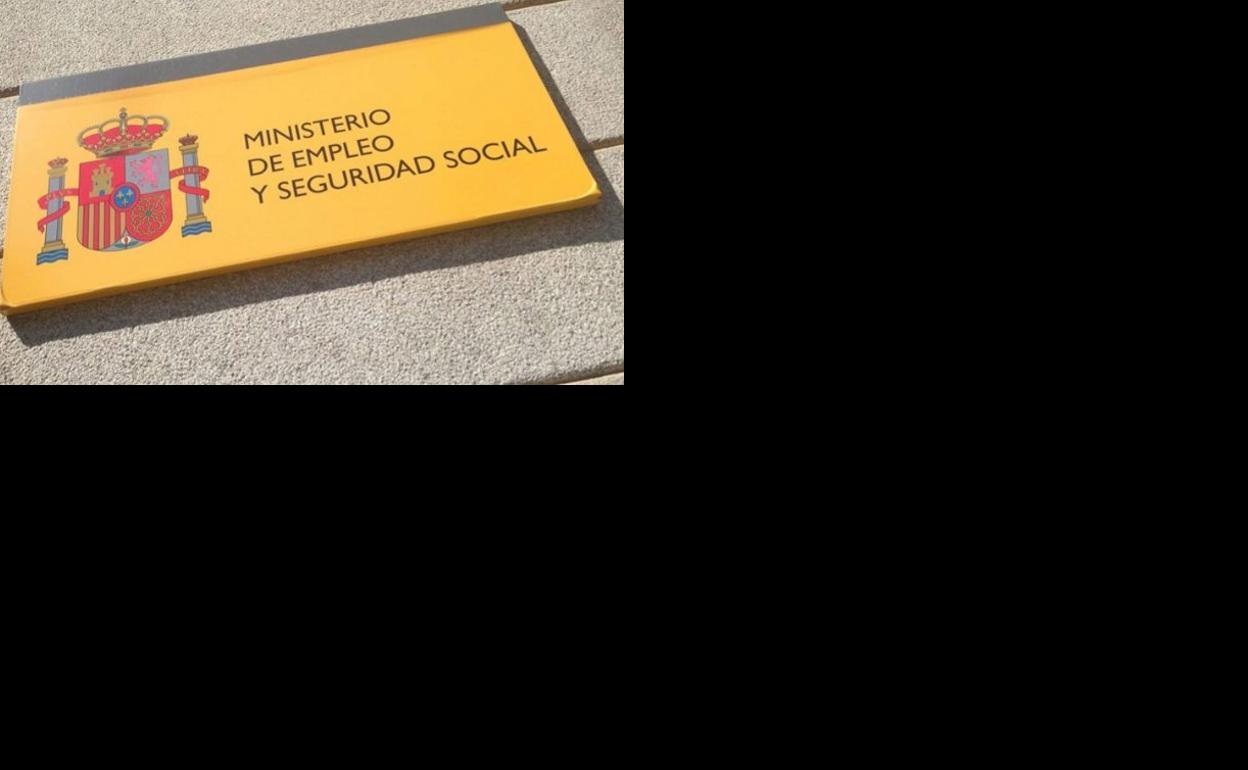 MINISTERIO
DE EMPLEO
Y SEGURIDAD SOCIAL